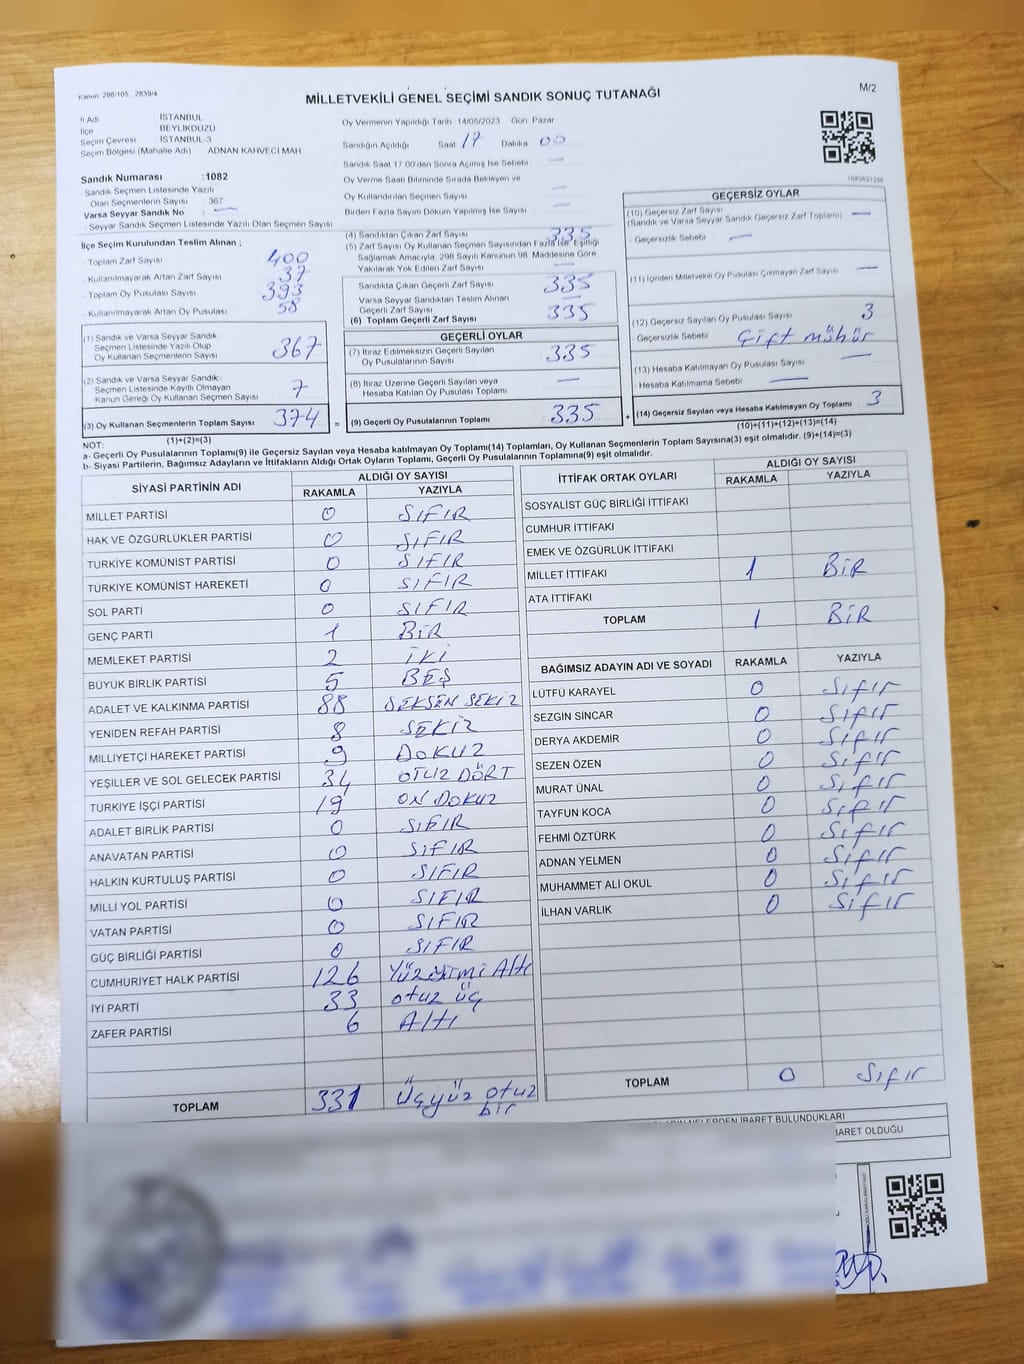 Kanun: 298/105 . 2839/4
MİLLETVEKİLİ GENEL SEÇİMİ SANDIK SONUÇ TUTANAĞI
M/2
İl Adı İSTANBUL
İlçe BEYLİKDÜZÜ
Seçim Çevresi İSTANBUL-3
Seçim Bölgesi (Mahalle Adı) ADNAN KAHVECİ MAH.
Oy Vermenin Yapıldığı Tarih 14/05/2023 Gün: Pazar
Sandığın Açıldığı Saat 17 Dakika 00
Sandık Saat 17.00'den Sonra Açılmış İse Sebebi —
Oy Verme Saati Bitiminde Sırada Bekleyen ve
Oy Kullandırılan Seçmen Sayısı —
Birden Fazla Sayım Döküm Yapılmış İse Sayısı —
Sandık Numarası :1082
- Sandık Seçmen Listesinde Yazılı
Olan Seçmenlerin Sayısı 367
Varsa Seyyar Sandık No : —
- Seyyar Sandık Seçmen Listesinde Yazılı Olan Seçmen Sayısı
İlçe Seçim Kurulundan Teslim Alınan ;
- Toplam Zarf Sayısı 400
- Kullanılmayarak Artan Zarf Sayısı 37
- Toplam Oy Pusulası Sayısı 393
- Kullanılmayarak Artan Oy Pusulası 58
(1) Sandık ve Varsa Seyyar Sandık
Seçmen Listesinde Yazılı Olup
Oy Kullanan Seçmenlerin Sayısı 367
(2) Sandık ve Varsa Seyyar Sandık
Seçmen Listesinde Kayıtlı Olmayan
Kanun Gereği Oy Kullanan Seçmen Sayısı 7
(3) Oy Kullanan Seçmenlerin Toplam Sayısı 374
(1)+(2)=(3)
(4) Sandıktan Çıkan Zarf Sayısı 335
(5) Zarf Sayısı Oy Kullanan Seçmen Sayısından Fazla İse, Eşitliği
Sağlamak Amacıyla, 298 Sayılı Kanunun 98. Maddesine Göre
Yakılarak Yok Edilen Zarf Sayısı —
Sandıkta Çıkan Geçerli Zarf Sayısı 335
Varsa Seyyar Sandıktan Teslim Alınan
Geçerli Zarf Sayısı —
(6) Toplam Geçerli Zarf Sayısı 335
GEÇERLİ OYLAR
(7) İtiraz Edilmeksizin Geçerli Sayılan
Oy Pusulalarının Sayısı 335
(8) İtiraz Üzerine Geçerli Sayılan veya
Hesaba Katılan Oy Pusulası Toplamı —
= (9) Geçerli Oy Pusulalarının Toplamı 335
GEÇERSİZ OYLAR
(10) Geçersiz Zarf Sayısı
(Sandık ve Varsa Seyyar Sandık Geçersiz Zarf Toplamı) —
- Geçersizlik Sebebi —
(11) İçinden Milletvekili Oy Pusulası Çıkmayan Zarf Sayısı —
(12) Geçersiz Sayılan Oy Pusulası Sayısı 3
- Geçersizlik Sebebi Çift mühür
(13) Hesaba Katılmayan Oy Pusulası Sayısı —
- Hesaba Katılmama Sebebi —
+ (14) Geçersiz Sayılan veya Hesaba Katılmayan Oy Toplamı 3
(10)+(11)+(12)+(13)=(14)
NOT:
a- Geçerli Oy Pusulalarının Toplamı(9) ile Geçersiz Sayılan veya Hesaba katılmayan Oy Toplamı(14) Toplamları, Oy Kullanan Seçmenlerin Toplam Sayısına(3) eşit olmalıdır. (9)+(14)=(3)
b- Siyasi Partilerin, Bağımsız Adayların ve İttifakların Aldığı Ortak Oyların Toplamı, Geçerli Oy Pusulalarının Toplamına(9) eşit olmalıdır.
SİYASİ PARTİNİN ADI ALDIĞI OY SAYISI
RAKAMLA YAZIYLA
MİLLET PARTİSİ 0 SIFIR
HAK VE ÖZGÜRLÜKLER PARTİSİ 0 SIFIR
TÜRKİYE KOMÜNİST PARTİSİ 0 SIFIR
TÜRKİYE KOMÜNİST HAREKETİ 0 SIFIR
SOL PARTİ 0 SIFIR
GENÇ PARTİ 1 BİR
MEMLEKET PARTİSİ 2 İKİ
BÜYÜK BİRLİK PARTİSİ 5 BEŞ
ADALET VE KALKINMA PARTİSİ 88 SEKSEN SEKİZ
YENİDEN REFAH PARTİSİ 8 SEKİZ
MİLLİYETÇİ HAREKET PARTİSİ 9 DOKUZ
YEŞİLLER VE SOL GELECEK PARTİSİ 34 OTUZ DÖRT
TÜRKİYE İŞÇİ PARTİSİ 19 ON DOKUZ
ADALET BİRLİK PARTİSİ 0 SIFIR
ANAVATAN PARTİSİ 0 SIFIR
HALKIN KURTULUŞ PARTİSİ 0 SIFIR
MİLLİ YOL PARTİSİ 0 SIFIR
VATAN PARTİSİ 0 SIFIR
GÜÇ BİRLİĞİ PARTİSİ 0 SIFIR
CUMHURİYET HALK PARTİSİ 126 Yüz yirmi Altı
İYİ PARTİ 33 otuz üç
ZAFER PARTİSİ 6 Altı
TOPLAM 331 Üçyüz otuz
bir
İTTİFAK ORTAK OYLARI ALDIĞI OY SAYISI
RAKAMLA YAZIYLA
SOSYALİST GÜÇ BİRLİĞİ İTTİFAKI
CUMHUR İTTİFAKI
EMEK VE ÖZGÜRLÜK İTTİFAKI
MİLLET İTTİFAKI 1 BİR
ATA İTTİFAKI
TOPLAM 1 BİR
BAĞIMSIZ ADAYIN ADI VE SOYADI RAKAMLA YAZIYLA
LÜTFÜ KARAYEL 0 Sıfır
SEZGİN SİNCAR 0 Sıfır
DERYA AKDEMİR 0 Sıfır
SEZEN ÖZEN 0 Sıfır
MURAT ÜNAL 0 Sıfır
TAYFUN KOCA 0 Sıfır
FEHMİ ÖZTÜRK 0 Sıfır
ADNAN YELMEN 0 Sıfır
MUHAMMET ALİ OKUL 0 Sıfır
İLHAN VARLIK 0 Sıfır
TOPLAM 0 Sıfır
NELERDEN İBARET BULUNDUKLARI
BARET OLDUĞU